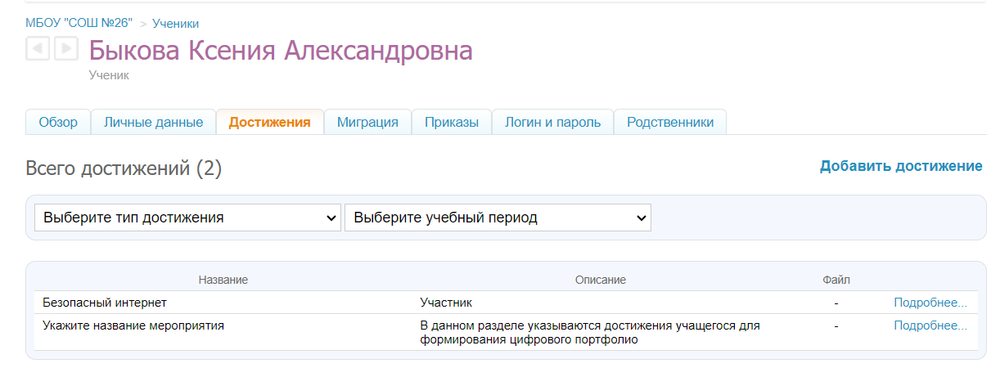 МБОУ "СОШ №26" > Ученики
Быкова Ксения Александровна
Ученик
Обзор Личные данные Достижения Миграция Приказы Логин и пароль Родственники
Всего достижений (2) Добавить достижение
Выберите тип достижения Выберите учебный период
Название Описание Файл
Безопасный интернет Участник - Подробнее...
Укажите название мероприятия В данном разделе указываются достижения учащегося для - Подробнее...
формирования цифрового портфолио